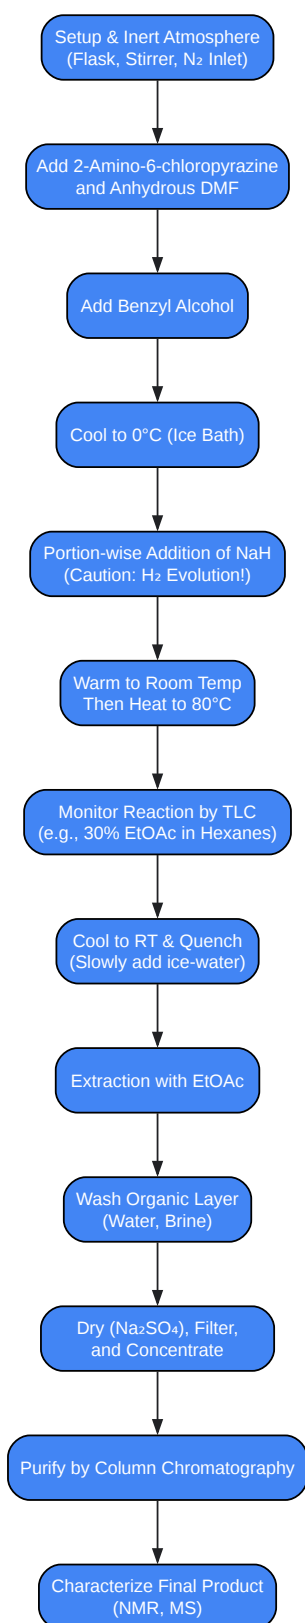 Setup & Inert Atmosphere
(Flask, Stirrer, N₂ Inlet)
Add 2-Amino-6-chloropyrazine
and Anhydrous DMF
Add Benzyl Alcohol
Cool to 0°C (Ice Bath)
Portion-wise Addition of NaH
(Caution: H₂ Evolution!)
Warm to Room Temp
Then Heat to 80°C
Monitor Reaction by TLC
(e.g., 30% EtOAc in Hexanes)
Cool to RT & Quench
(Slowly add ice-water)
Extraction with EtOAc
Wash Organic Layer
(Water, Brine)
Dry (Na₂SO₄), Filter,
and Concentrate
Purify by Column Chromatography
Characterize Final Product
(NMR, MS)